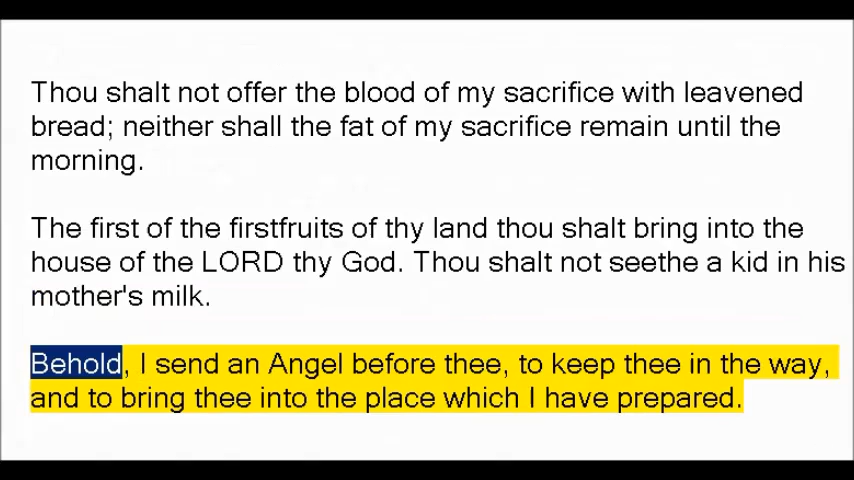 Thou shalt not offer the blood of my sacrifice with leavened
bread; neither shall the fat of my sacrifice remain until the
morning.
The first of the firstfruits of thy land thou shalt bring into the
house of the LORD thy God. Thou shalt not seethe a kid in his
mother's milk.
Behold, I send an Angel before thee, to keep thee in the way,
and to bring thee into the place which I have prepared.